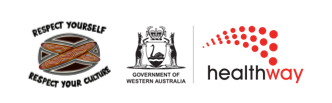 RESPECT YOURSELF
RESPECT YOUR CULTURE
GOVERNMENT OF
WESTERN AUSTRALIA
healthway